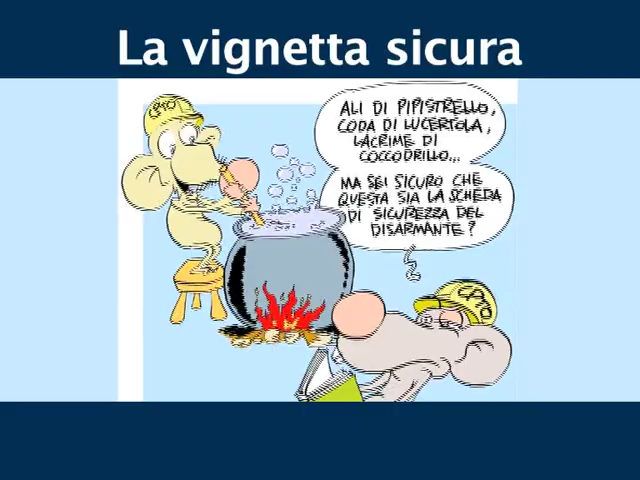 La vignetta sicura
CPTO
ALI DI PIPISTRELLO,
CODA DI LUCERTOLA,
LACRIME DI
COCCODRILLO...
MA SEI SICURO CHE
QUESTA SIA LA SCHEDA
DI SICUREZZA DEL
DISARMANTE?
CPTO